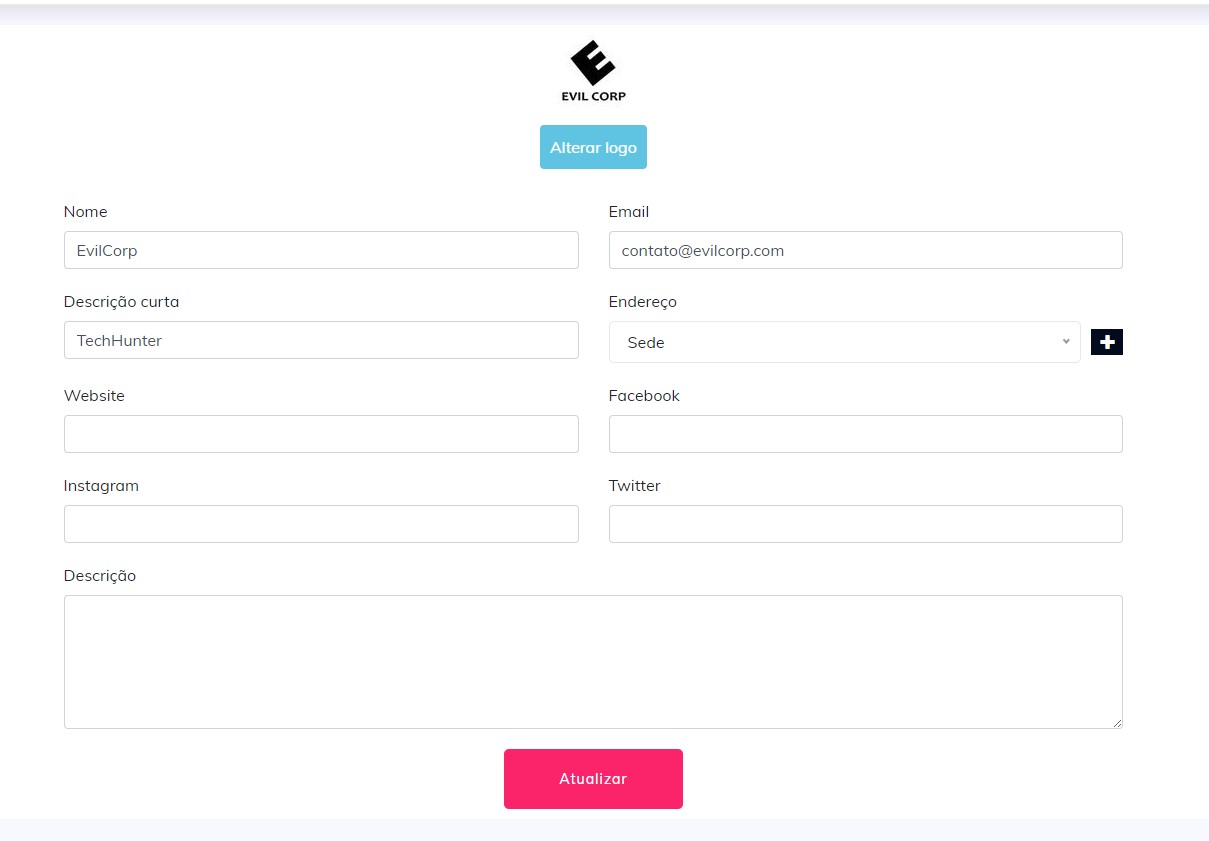 EVIL CORP
Alterar logo
Nome
Email
EvilCorp
contato@evilcorp.com
Descrição curta
Endereço
TechHunter
Sede
Website
Facebook
Instagram
Twitter
Descrição
Atualizar